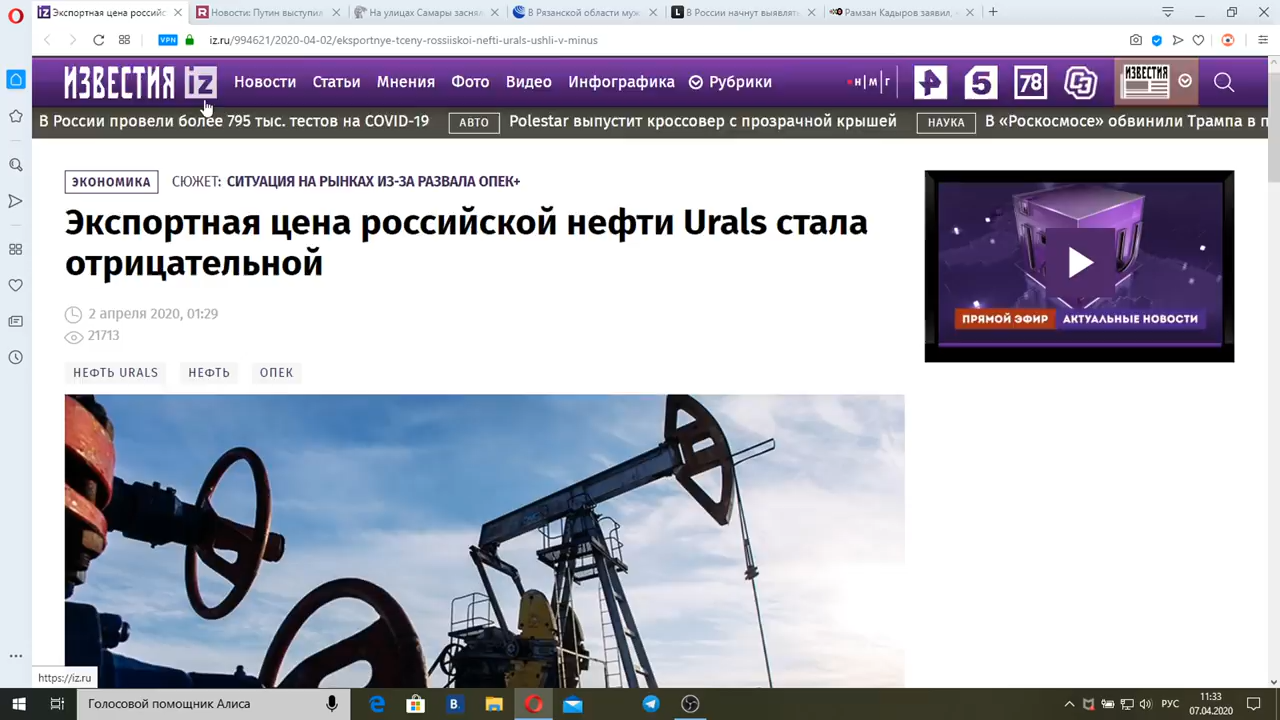 Экспортная цена российс
Новости: Путин выступил
На улицах Самары заснял
В Рязанской области муж
В России начнут выявлять
Рамзан Кадыров заявил,
VPN
iz.ru/994621/2020-04-02/eksportnye-tceny-rossiiskoi-nefti-urals-ushli-v-minus
ИЗВЕСТИЯ iz
Новости
Статьи
Мнения
Фото
Видео
Инфографика
Рубрики
н|м|г
5
78
ИЗВЕСТИЯ
В России провели более 795 тыс. тестов на COVID-19
АВТО
Polestar выпустит кроссовер с прозрачной крышей
НАУКА
В «Роскосмосе» обвинили Трампа в п
ЭКОНОМИКА
СЮЖЕТ: СИТУАЦИЯ НА РЫНКАХ ИЗ-ЗА РАЗВАЛА ОПЕК+
Экспортная цена российской нефти Urals стала
отрицательной
2 апреля 2020, 01:29
21713
НЕФТЬ URALS
НЕФТЬ
ОПЕК
ПРЯМОЙ ЭФИР
АКТУАЛЬНЫЕ НОВОСТИ
https://iz.ru
Голосовой помощник Алиса
РУС
11:33
07.04.2020